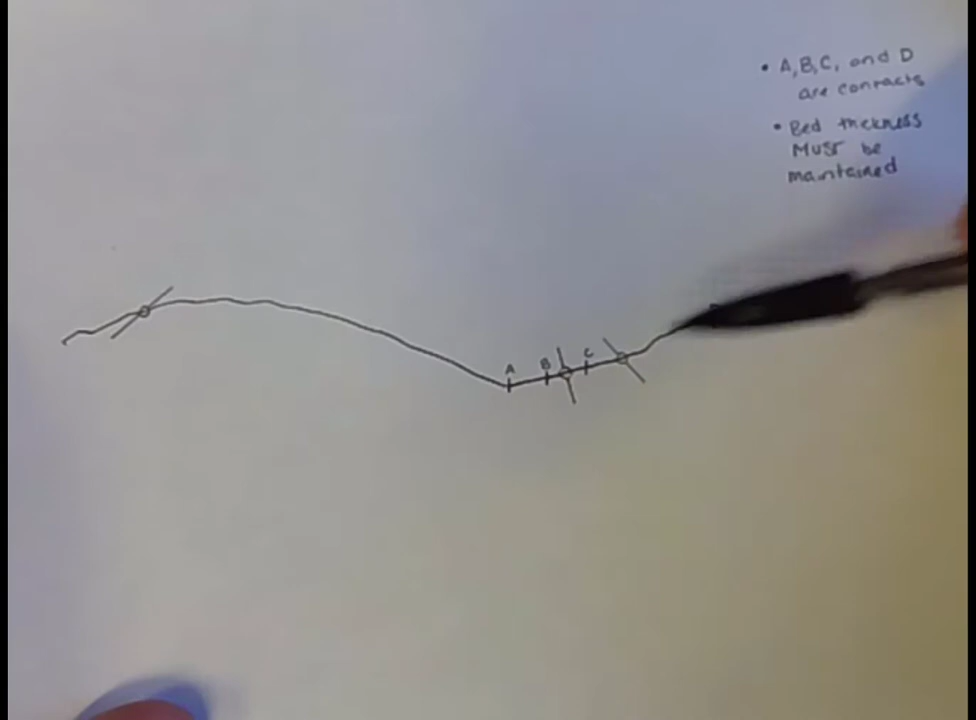 • A,B,C, and D
are contacts
• Bed thickness
Must be
maintained
A B C